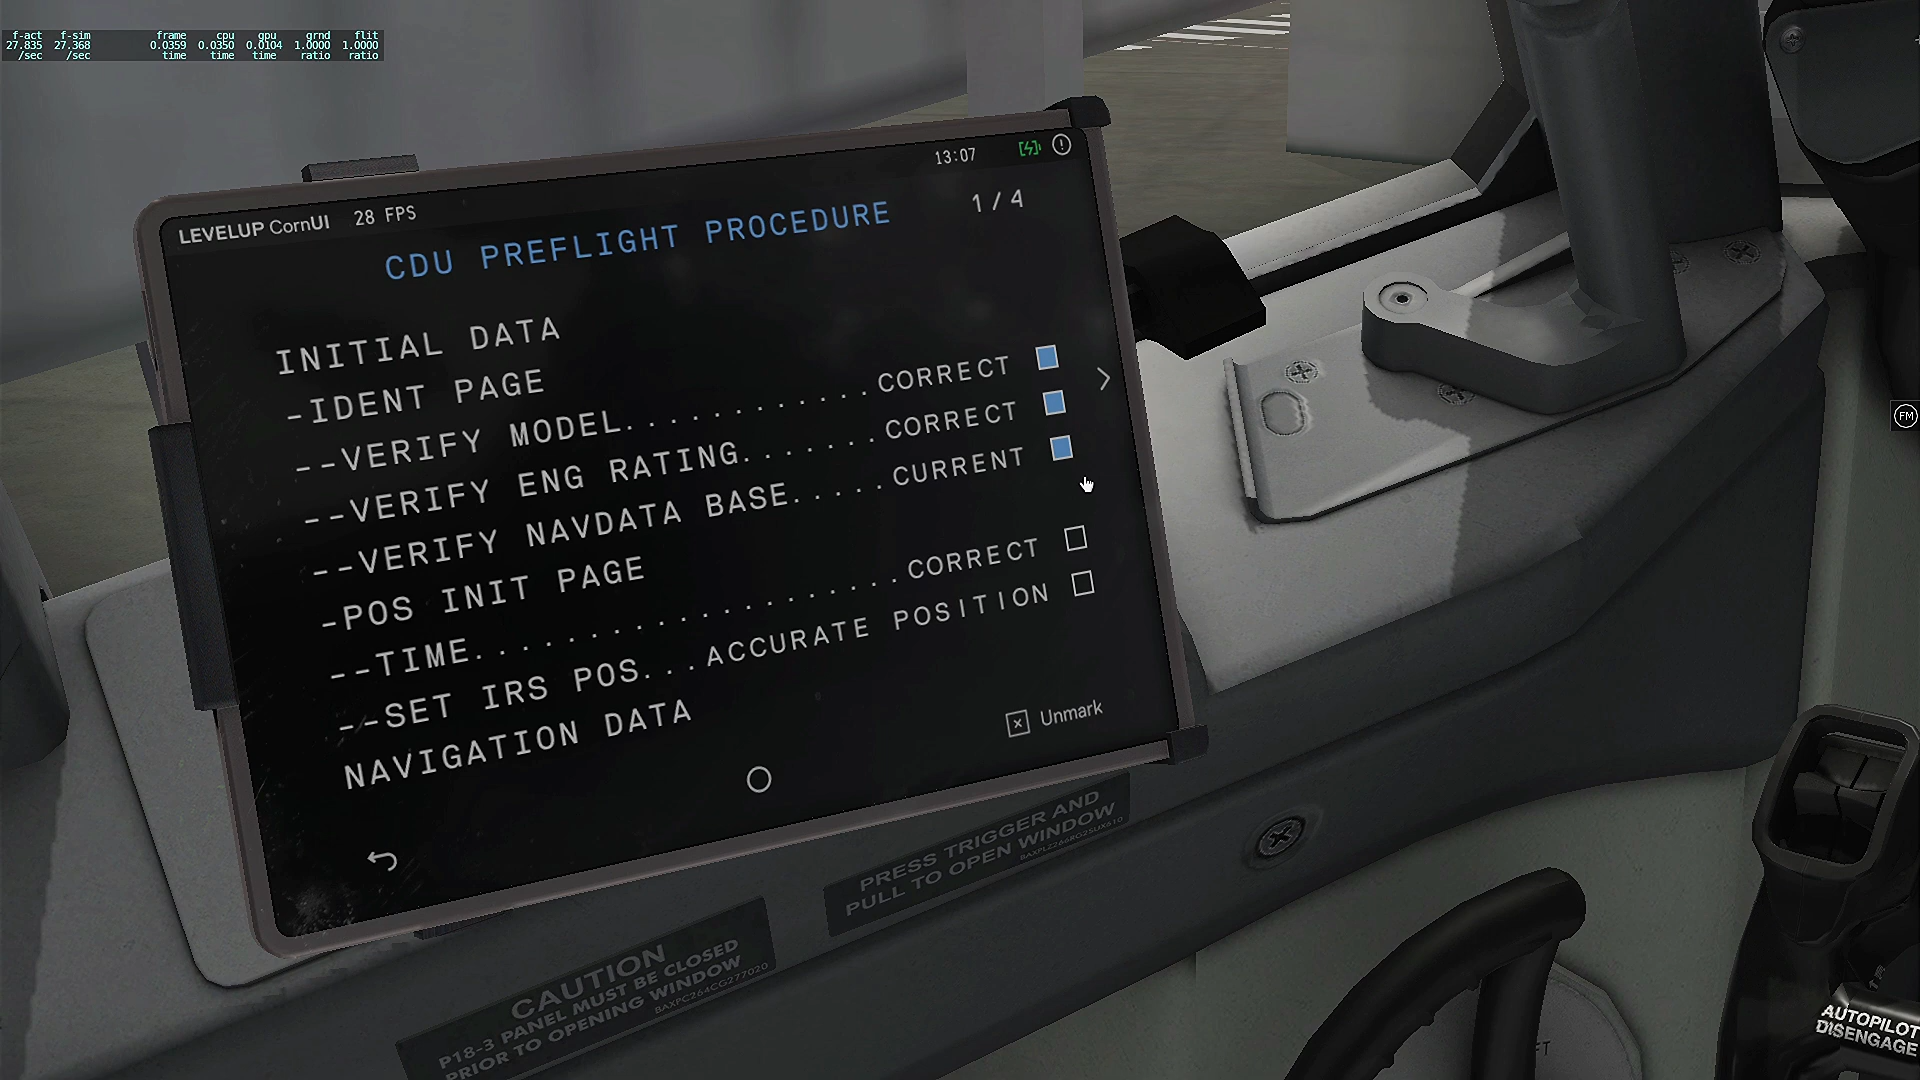 f-act f-sim frame cpu gpu grnd flit
27.835 27.368 0.0359 0.0350 0.0104 1.0000 1.0000
/sec /sec time time time ratio ratio
LEVELUP CornUI 28 FPS 13:07
CDU PREFLIGHT PROCEDURE 1 / 4
INITIAL DATA
-IDENT PAGE
--VERIFY MODEL............CORRECT
--VERIFY ENG RATING.......CORRECT
--VERIFY NAVDATA BASE.....CURRENT
-POS INIT PAGE
--TIME....................CORRECT
--SET IRS POS...ACCURATE POSITION
NAVIGATION DATA
Unmark
FM
PRESS TRIGGER AND
PULL TO OPEN WINDOW
CAUTION
P18-3 PANEL MUST BE CLOSED
PRIOR TO OPENING WINDOW
BAXPC264CG277020
AUTOPILOT
DISENGAGE